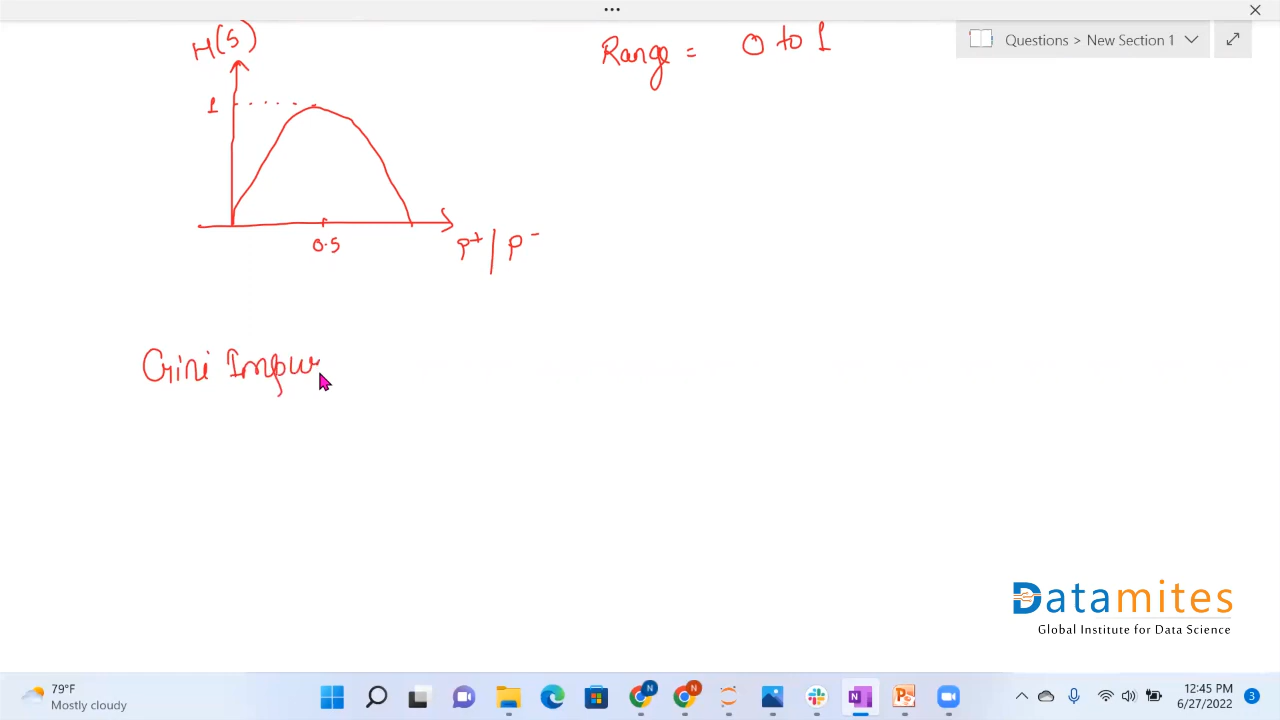 H(S)
Range = 0 to 1
Questions > New Section 1
1
0.5
P+ | P-
Gini Impur
Datamites
Global Institute for Data Science
79°F
Mostly cloudy
N
N
N
12:45 PM
6/27/2022
3